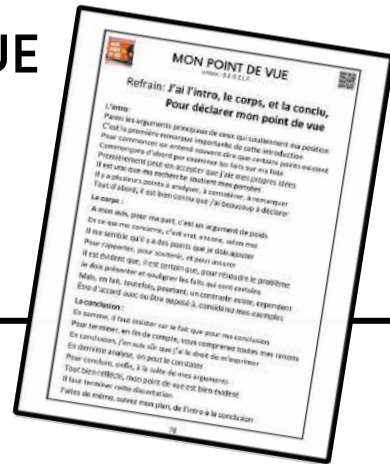 UE
MON POINT DE VUE
Refrain: J'ai l'intro, le corps, et la conclu,
Pour déclarer mon point de vue
L'intro:
Parmi les arguments principaux de ceux qui soutiennent ma position
C'est la première remarque importante de cette introduction
Pour commencer on entend souvent dire que certains points existent
Commençons d'abord par examiner les faits sur ma liste
Premièrement peut-on accepter que j'aie mes propres idées
Il est vrai que ma recherche soutient mes pensées
Il y a plusieurs points à analyser, à considérer, à remarquer
Tout d'abord, il est bien connu que j'ai beaucoup à déclarer
Le corps :
A mon avis, pour ma part, c'est un argument de poids
En ce qui me concerne, c'est vrai, encore, selon moi
Il me semble qu'il y a des points que je dois ajouter
Pour rapporter, pour soutenir, et pour assurer
Il est évident que, il est certain que, pour résoudre le problème
Je dois présenter et souligner les faits qui sont certains
Mais, en fait, toutefois, pourtant, un contraste existe, cependant
Être d'accord avec ou être opposé à, considérez mes exemples
La conclusion :
En somme, il faut insister sur le fait que pour ma conclusion
Pour terminer, en fin de compte, vous comprenez toutes mes raisons
En conclusion, j'en suis sûr que j'ai le droit de m'exprimer
En dernière analyse, on peut le constater
Pour conclure, enfin, à la suite de mes arguments
Tout bien réfléchi, mon point de vue est bien évident
Il faut terminer cette dissertation
Faites de même, suivez mon plan, de l'intro à la conclusion